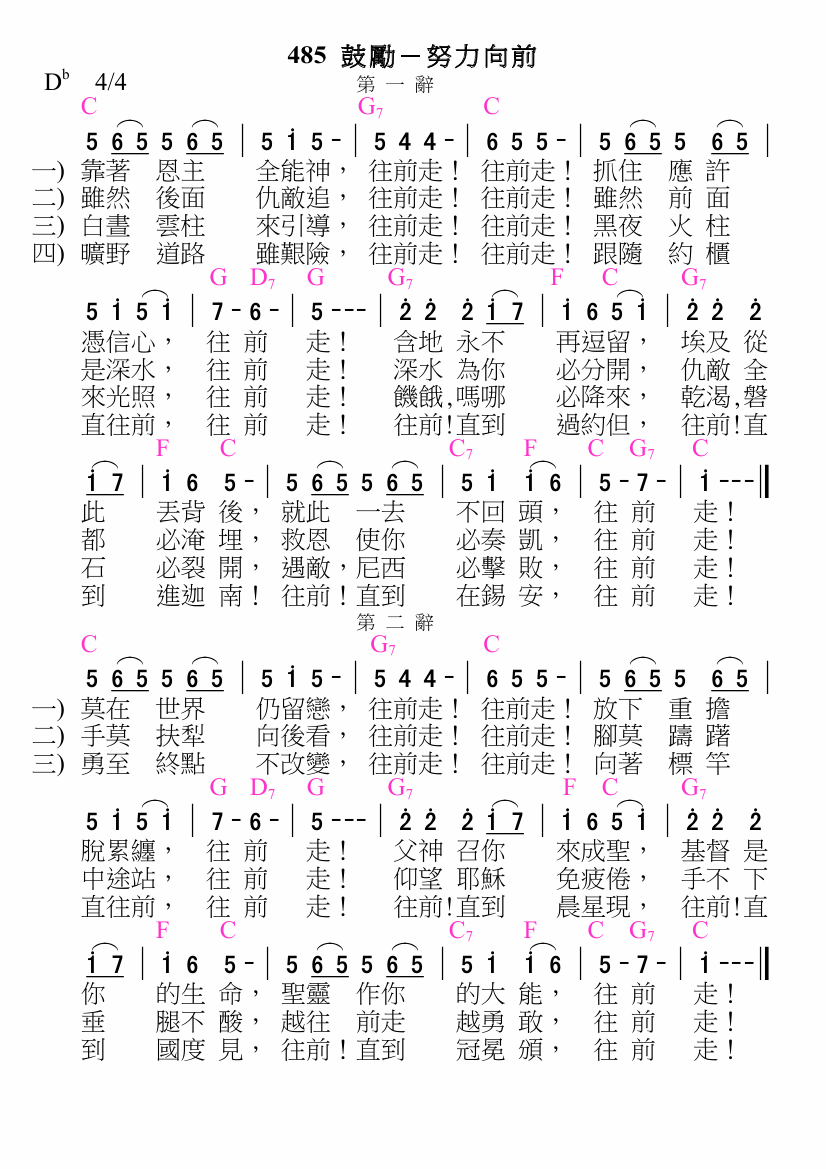 485 鼓勵－努力向前
D♭ 4/4 第一辭
C G7 C
5 6 5 5 6 5 | 5 i 5 - | 5 4 4 - | 6 5 5 - | 5 6 5 5 6 5 |
一) 靠著 恩主 全能神， 往前走！ 往前走！ 抓住 應 許
二) 雖然 後面 仇敵追， 往前走！ 往前走！ 雖然 前 面
三) 白晝 雲柱 來引導， 往前走！ 往前走！ 黑夜 火 柱
四) 曠野 道路 雖艱險， 往前走！ 往前走！ 跟隨 約 櫃
G D7 G G7 F C G7
5 i 5 i | 7 - 6 - | 5 - - - | 2̇ 2̇ 2̇ i 7 | i 6 5 i | 2̇ 2̇ 2̇
憑信心， 往 前 走！ 含地 永不 再逗留， 埃及 從
是深水， 往 前 走！ 深水 為你 必分開， 仇敵 全
來光照， 往 前 走！ 饑餓,嗎哪 必降來， 乾渴,磐
直往前， 往 前 走！ 往前!直到 過約但， 往前!直
F C C7 F C G7 C
i 7 | i 6 5 - | 5 6 5 5 6 5 | 5 i i 6 | 5 - 7 - | i - - - ‖
此 丟背 後， 就此 一去 不回 頭， 往 前 走！
都 必淹 埋， 救恩 使你 必奏 凱， 往 前 走！
石 必裂 開， 遇敵，尼西 必擊 敗， 往 前 走！
到 進迦 南！ 往前！直到 在錫 安， 往 前 走！
第二辭
C G7 C
5 6 5 5 6 5 | 5 i 5 - | 5 4 4 - | 6 5 5 - | 5 6 5 5 6 5 |
一) 莫在 世界 仍留戀， 往前走！ 往前走！ 放下 重 擔
二) 手莫 扶犁 向後看， 往前走！ 往前走！ 腳莫 躊 躇
三) 勇至 終點 不改變， 往前走！ 往前走！ 向著 標 竿
G D7 G G7 F C G7
5 i 5 i | 7 - 6 - | 5 - - - | 2̇ 2̇ 2̇ i 7 | i 6 5 i | 2̇ 2̇ 2̇
脫累纏， 往 前 走！ 父神 召你 來成聖， 基督 是
中途站， 往 前 走！ 仰望 耶穌 免疲倦， 手不 下
直往前， 往 前 走！ 往前!直到 晨星現， 往前!直
F C C7 F C G7 C
i 7 | i 6 5 - | 5 6 5 5 6 5 | 5 i i 6 | 5 - 7 - | i - - - ‖
你 的生 命， 聖靈 作你 的大 能， 往 前 走！
垂 腿不 酸， 越往 前走 越勇 敢， 往 前 走！
到 國度 見， 往前！直到 冠冕 頒， 往 前 走！